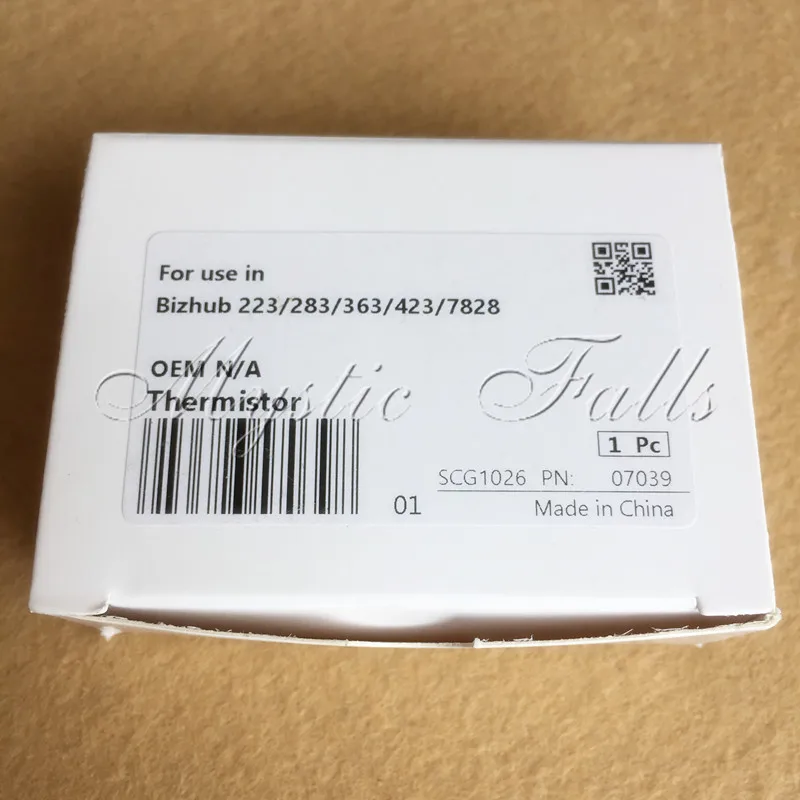 For use in
Bizhub 223/283/363/423/7828
OEM N/A
Thermistor
Mystic Falls
1 Pc
SCG1026 PN: 07039
01
Made in China